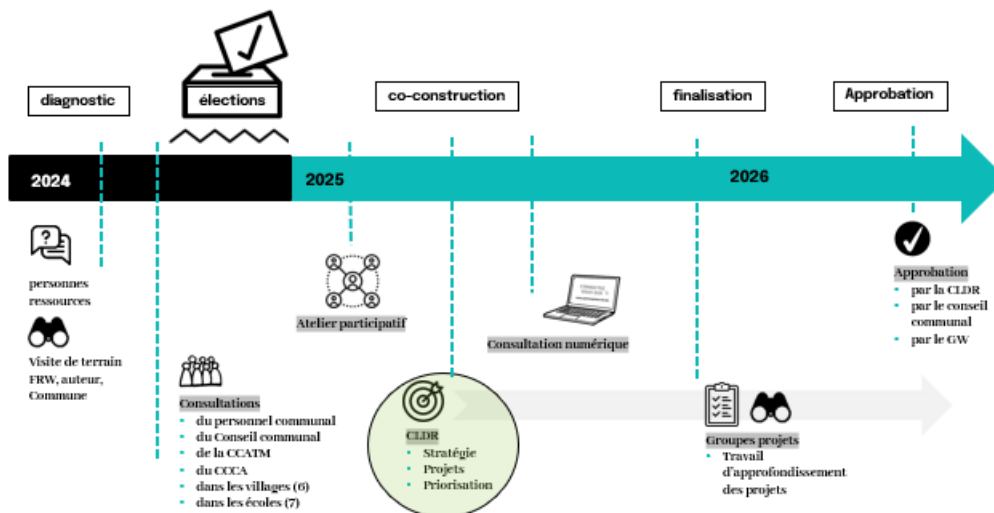 diagnostic
élections
co-construction
finalisation
Approbation
2024
2025
2026
personnes
ressources
Visite de terrain
FRW, auteur,
Commune
Consultations
du personnel communal
du Conseil communal
de la CCATM
du CCCA
dans les villages (6)
dans les écoles (7)
Atelier participatif
CLDR
Stratégie
Projets
Priorisation
Consultation numérique
Groupes projets
Travail
d'approfondissement
des projets
Approbation
par la CLDR
par le conseil
communal
par le GW